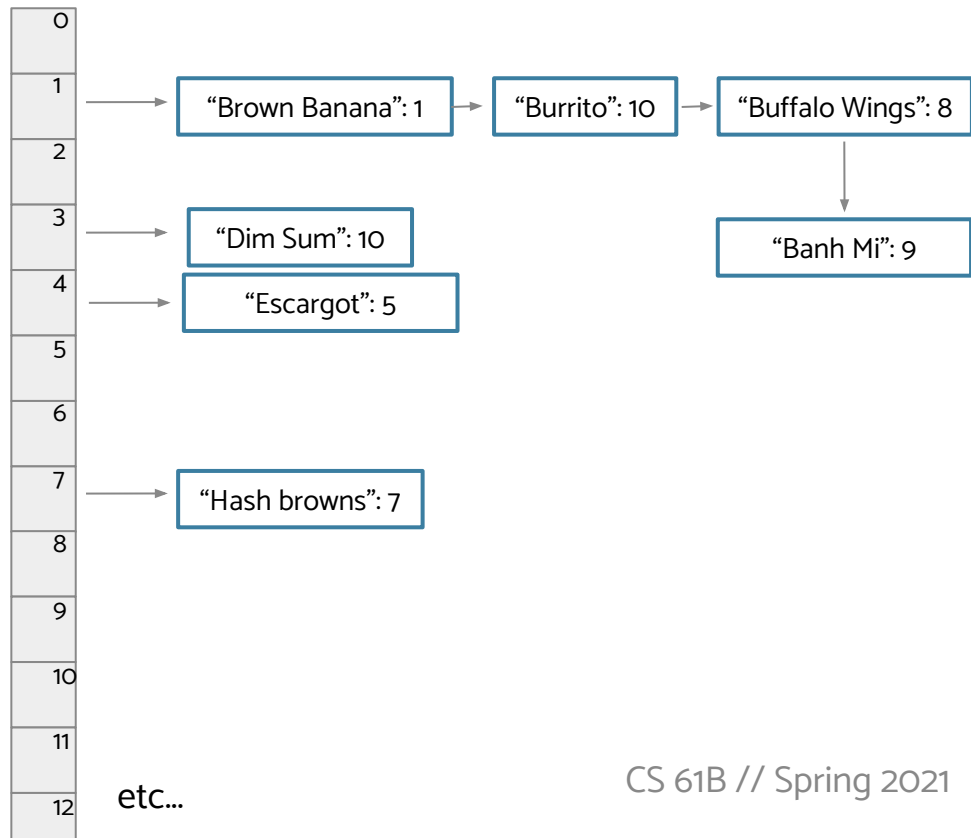 0
1
“Brown Banana”: 1
“Burrito”: 10
“Buffalo Wings”: 8
2
3
“Dim Sum”: 10
“Banh Mi”: 9
4
“Escargot”: 5
5
6
7
“Hash browns”: 7
8
9
10
11
12
etc...
CS 61B // Spring 2021